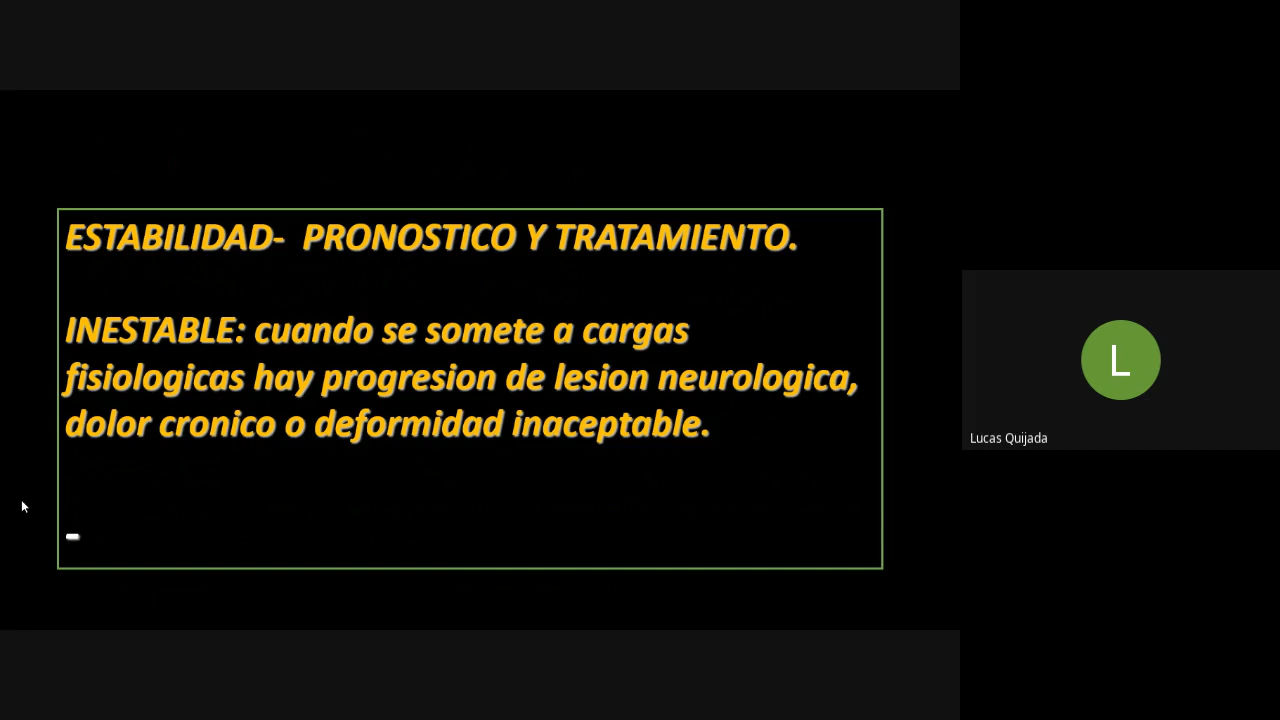 ESTABILIDAD- PRONOSTICO Y TRATAMIENTO.
INESTABLE: cuando se somete a cargas
fisiologicas hay progresion de lesion neurologica,
dolor cronico o deformidad inaceptable.
-
L
Lucas Quijada